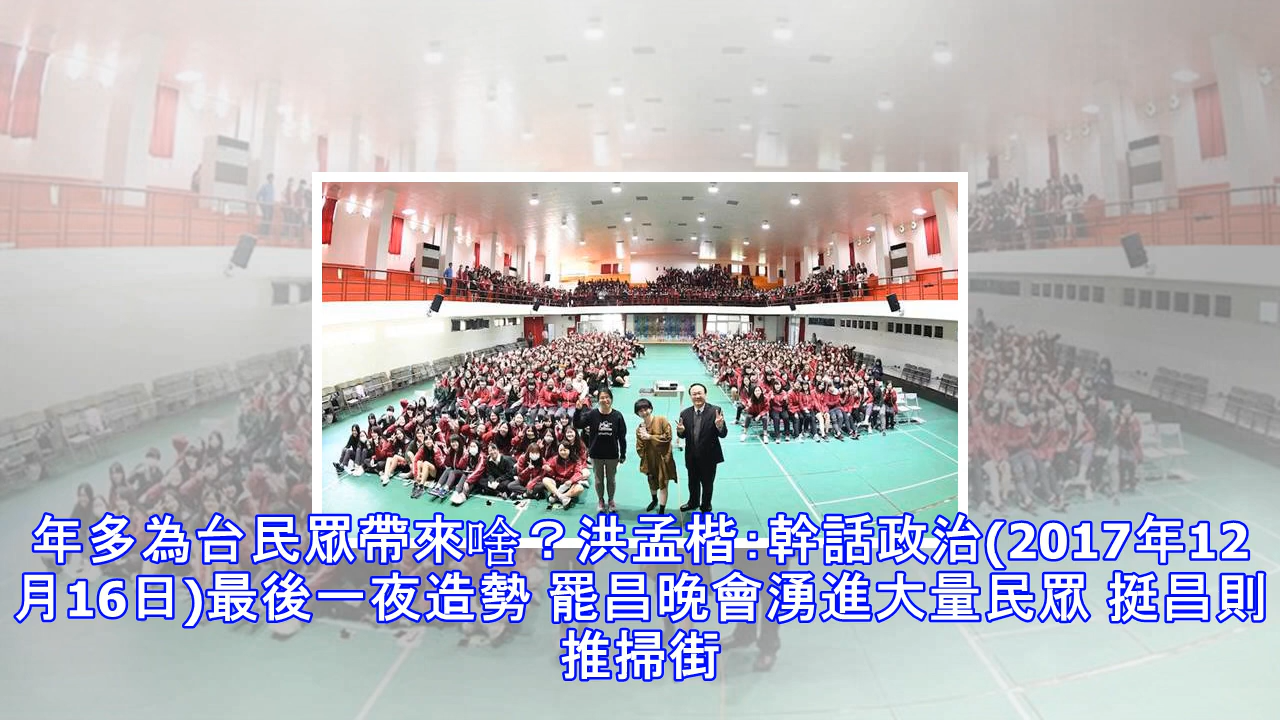 年多為台民眾帶來啥？洪孟楷:幹話政治(2017年12
月16日)最後一夜造勢 罷昌晚會湧進大量民眾 挺昌則
推掃街